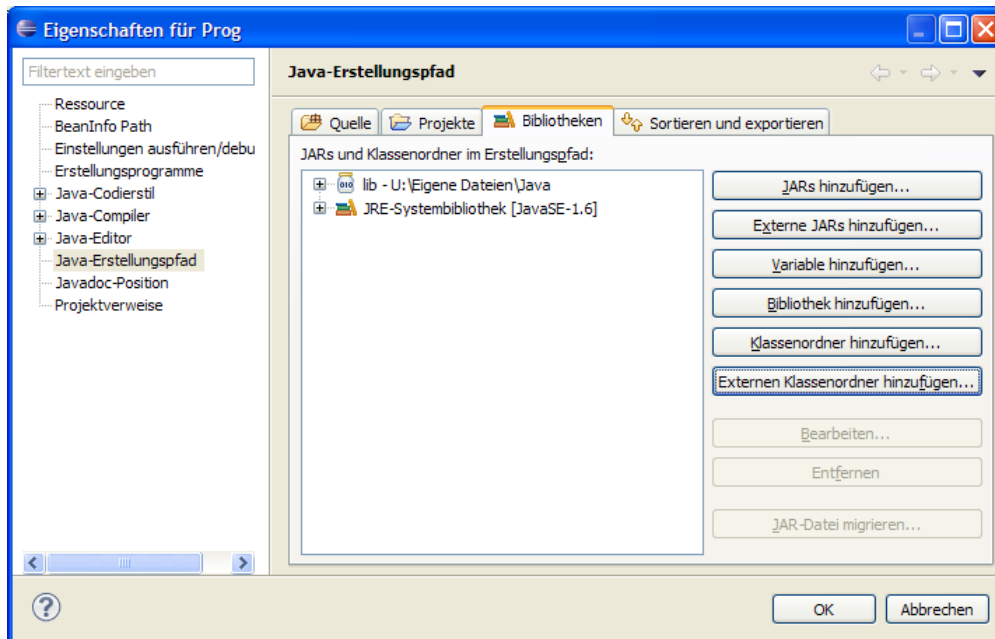 Eigenschaften für Prog
Filtertext eingeben
Ressource
BeanInfo Path
Einstellungen ausführen/debu
Erstellungsprogramme
Java-Codierstil
Java-Compiler
Java-Editor
Java-Erstellungspfad
Javadoc-Position
Projektverweise
Java-Erstellungspfad
Quelle
Projekte
Bibliotheken
Sortieren und exportieren
JARs und Klassenordner im Erstellungspfad:
lib - U:\Eigene Dateien\Java
JRE-Systembibliothek [JavaSE-1.6]
JARs hinzufügen...
Externe JARs hinzufügen...
Variable hinzufügen...
Bibliothek hinzufügen...
Klassenordner hinzufügen...
Externen Klassenordner hinzufügen...
Bearbeiten...
Entfernen
JAR-Datei migrieren...
OK
Abbrechen